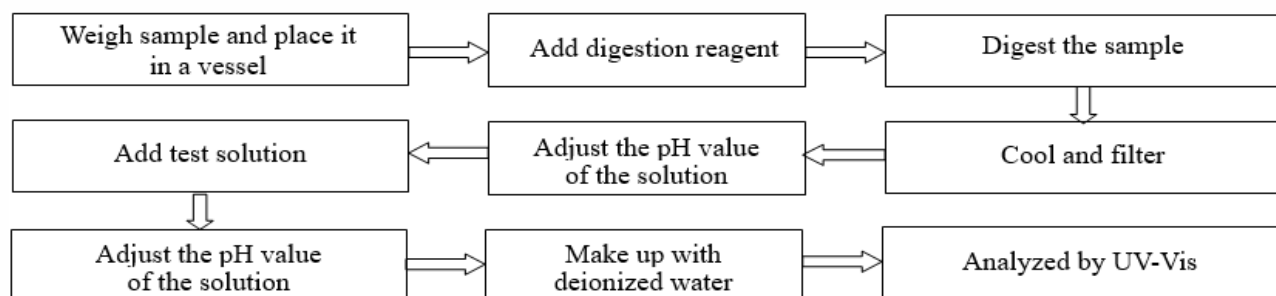 Weigh sample and place it
in a vessel
Add digestion reagent
Digest the sample
Cool and filter
Adjust the pH value
of the solution
Add test solution
Adjust the pH value
of the solution
Make up with
deionized water
Analyzed by UV-Vis